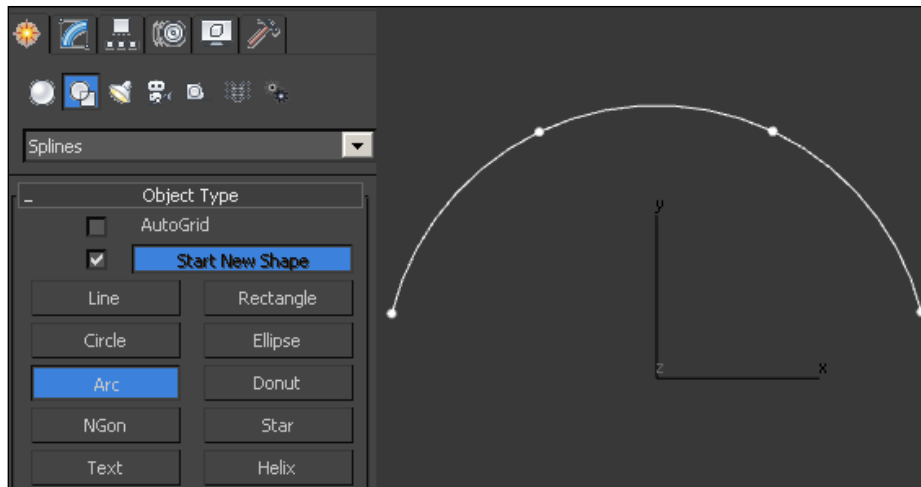 Splines
Object Type
AutoGrid
Start New Shape
Line Rectangle
Circle Ellipse
Arc Donut
NGon Star
Text Helix
y
z x